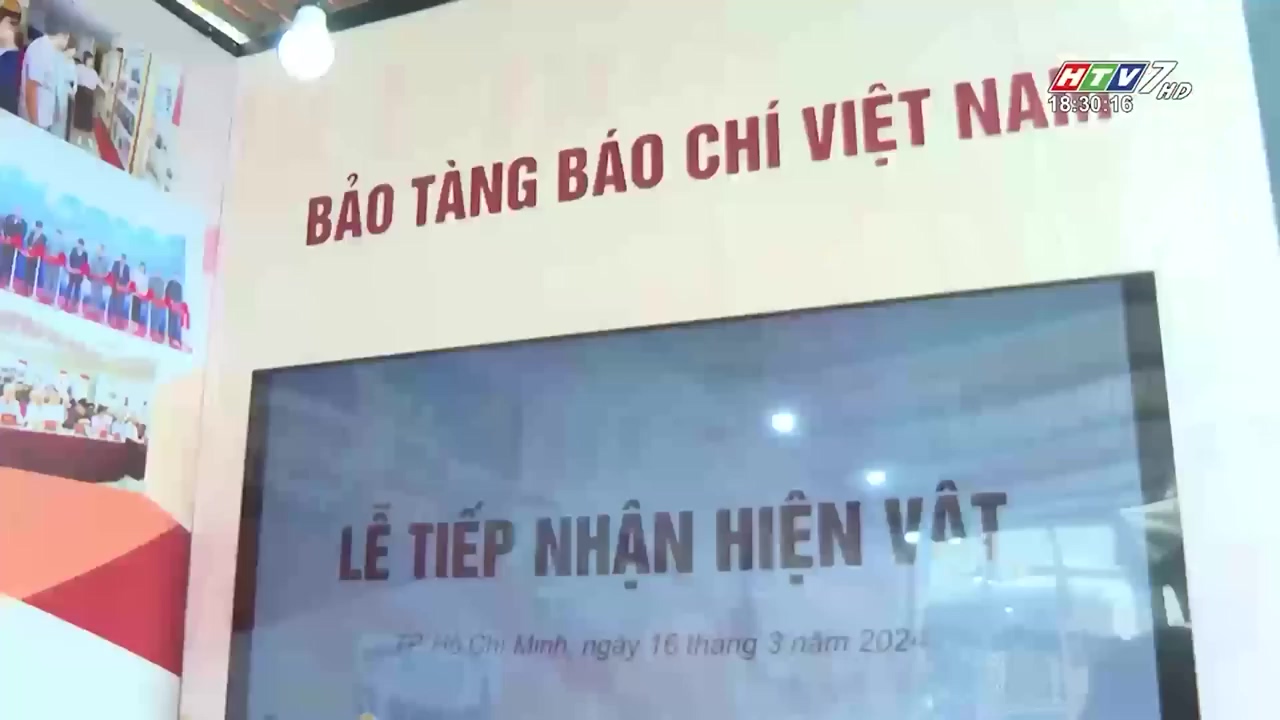 HTV7 HD
18:30:16
BẢO TÀNG BÁO CHÍ VIỆT NAM
LỄ TIẾP NHẬN HIỆN VẬT
TP. Hồ Chí Minh, ngày 16 tháng 3 năm 2024